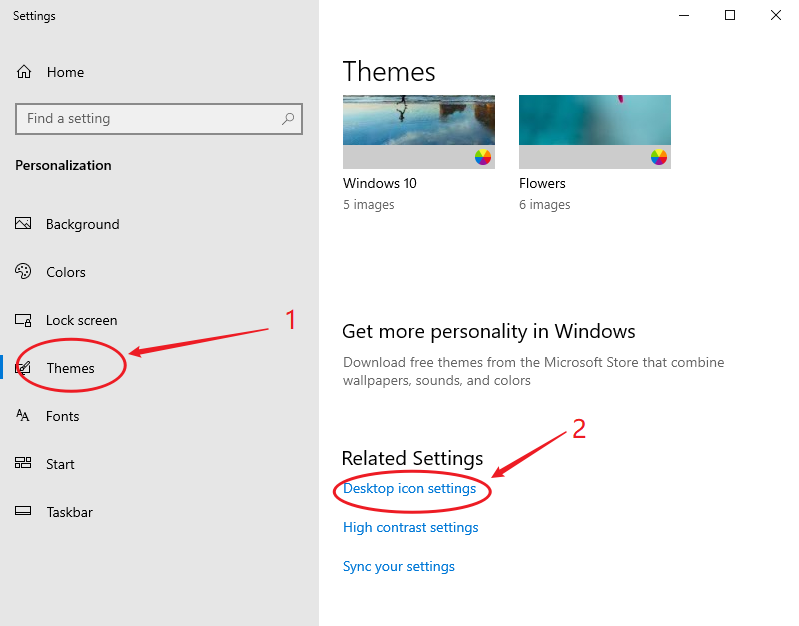 Settings
Home
Find a setting
Personalization
Background
Colors
Lock screen
1
Themes
Fonts
Start
Taskbar
Themes
Windows 10
5 images
Flowers
6 images
Get more personality in Windows
Download free themes from the Microsoft Store that combine
wallpapers, sounds, and colors
2
Related Settings
Desktop icon settings
High contrast settings
Sync your settings